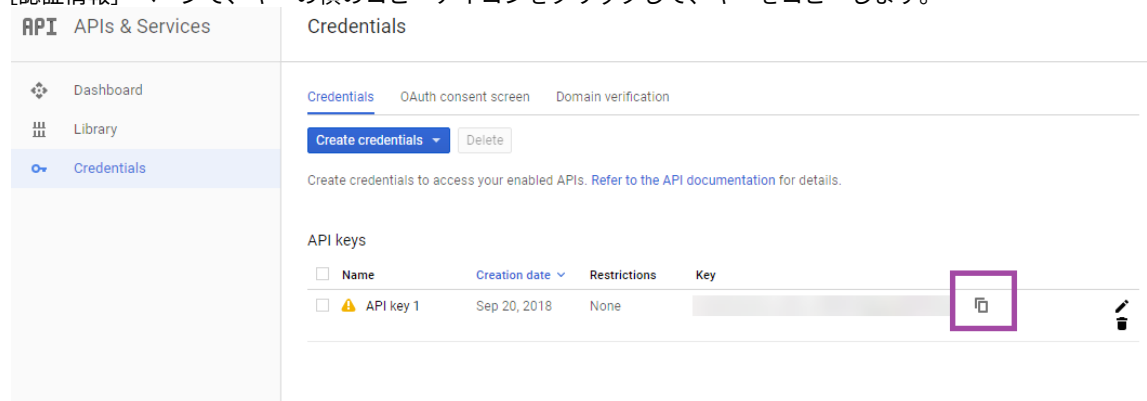 API APIs & Services
Credentials
Dashboard
Library
Credentials
Credentials OAuth consent screen Domain verification
Create credentials Delete
Create credentials to access your enabled APIs. Refer to the API documentation for details.
API keys
Name Creation date Restrictions Key
API key 1 Sep 20, 2018 None